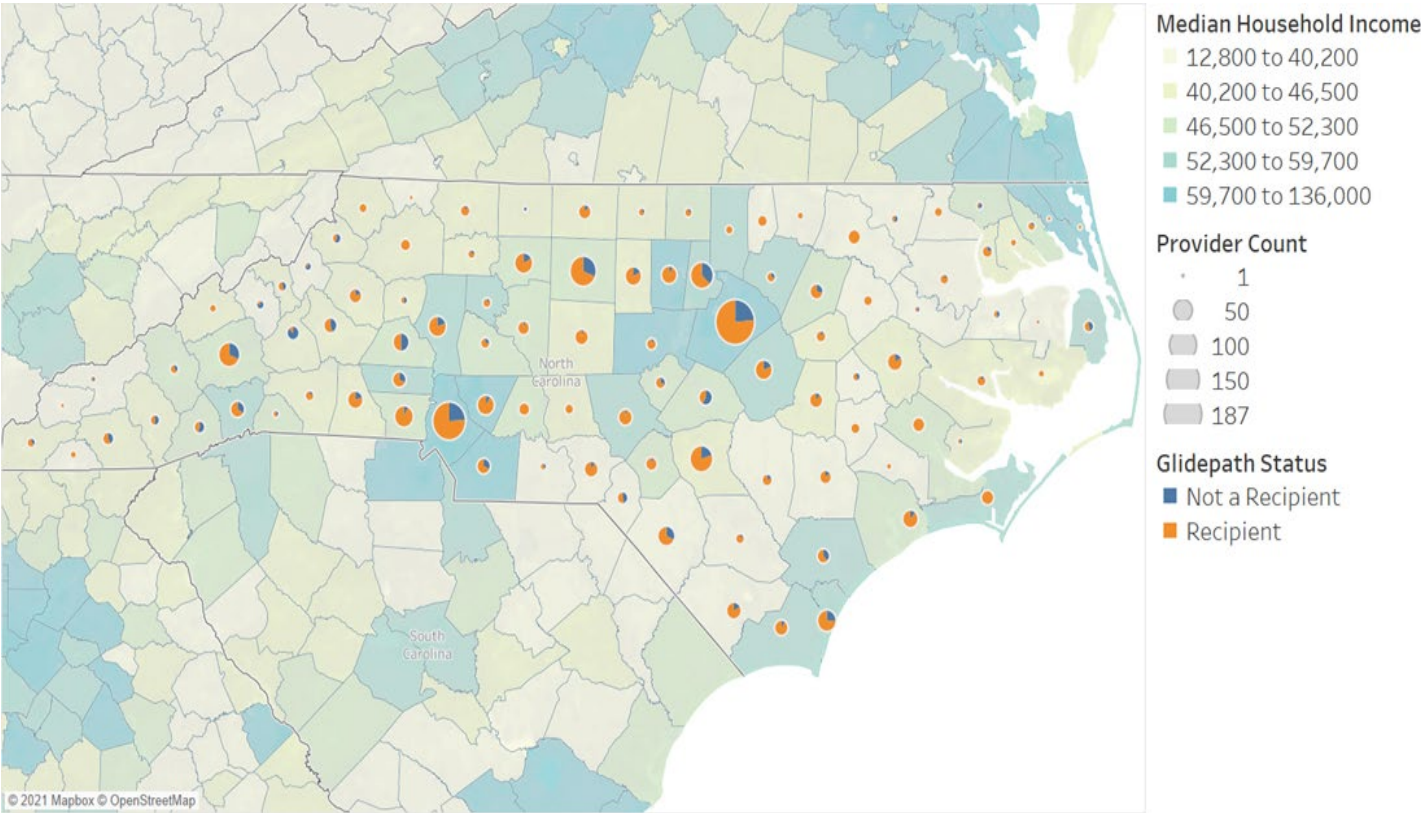 Median Household Income
12,800 to 40,200
40,200 to 46,500
46,500 to 52,300
52,300 to 59,700
59,700 to 136,000
Provider Count
1
50
100
150
187
Glidepath Status
Not a Recipient
Recipient
North
Carolina
South
Carolina
© 2021 Mapbox © OpenStreetMap